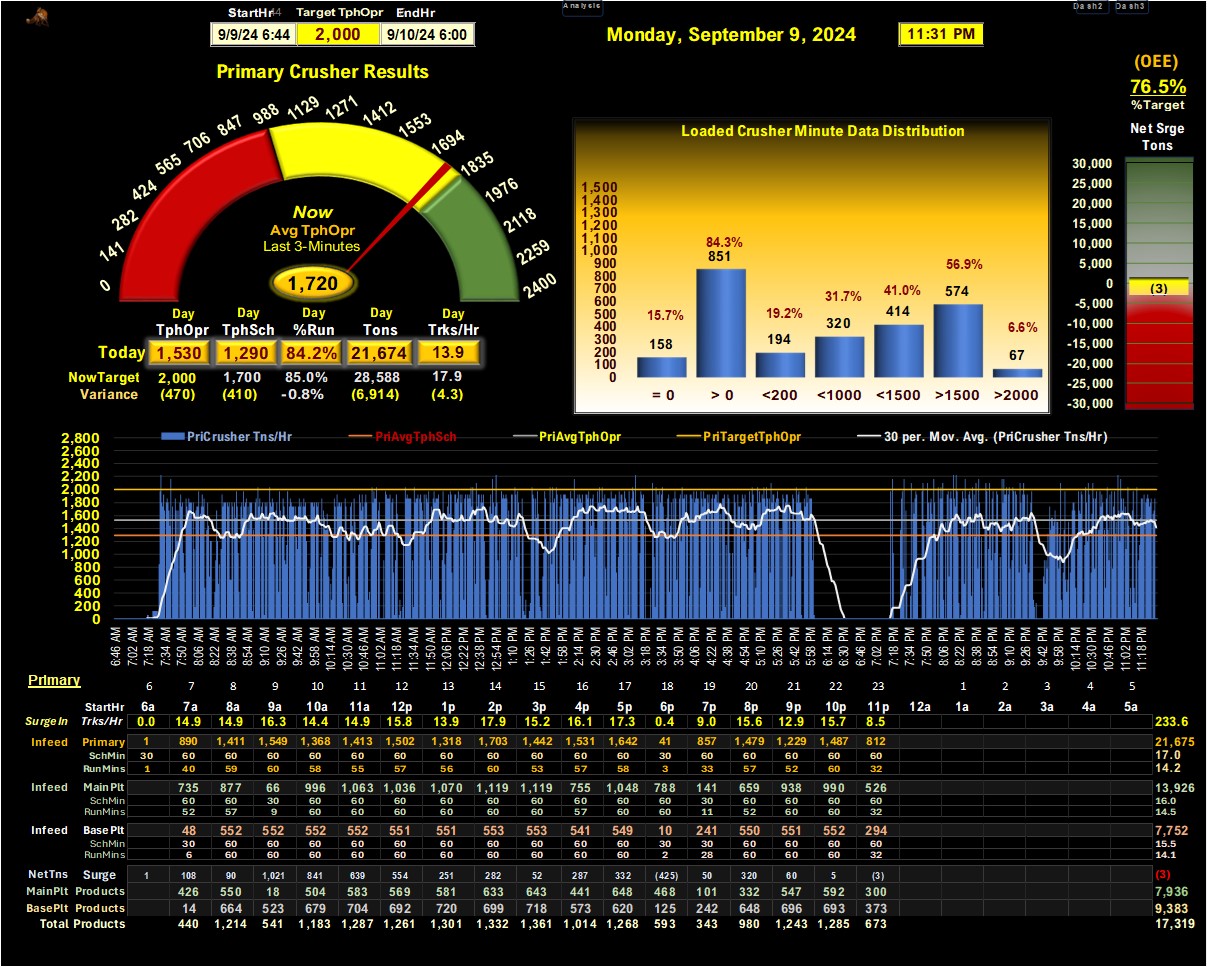 StartHr44 Target TphOpr EndHr Analysis Dash2 Dash3
9/9/24 6:44 2,000 9/10/24 6:00 Monday, September 9, 2024 11:31 PM
(OEE)
76.5%
%Target
Primary Crusher Results
0 141 282 424 565 706 847 988 1129 1271 1412 1553 1694 1835 1976 2118 2259 2400
Now
Avg TphOpr
Last 3-Minutes
1,720
Day Day Day Day Day
TphOpr TphSch %Run Tons Trks/Hr
Today 1,530 1,290 84.2% 21,674 13.9
NowTarget 2,000 1,700 85.0% 28,588 17.9
Variance (470) (410) -0.8% (6,914) (4.3)
Loaded Crusher Minute Data Distribution
1,500
1,400
1,300
1,200
1,100
1,000
900
800
700
600
500
400
300
200
100
0
15.7% 84.3% 19.2% 31.7% 41.0% 56.9% 6.6%
158 851 194 320 414 574 67
= 0 > 0 <200 <1000 <1500 >1500 >2000
Net Srge
Tons
30,000
25,000
20,000
15,000
10,000
5,000
0 (3)
-5,000
-10,000
-15,000
-20,000
-25,000
-30,000
PriCrusher Tns/Hr PriAvgTphSch PriAvgTphOpr PriTargetTphOpr 30 per. Mov. Avg. (PriCrusher Tns/Hr)
2,800
2,600
2,400
2,200
2,000
1,800
1,600
1,400
1,200
1,000
800
600
400
200
0
6:46 AM 7:02 AM 7:18 AM 7:34 AM 7:50 AM 8:06 AM 8:22 AM 8:38 AM 8:54 AM 9:10 AM 9:26 AM 9:42 AM 9:58 AM 10:14 AM 10:30 AM 10:46 AM 11:02 AM 11:18 AM 11:34 AM 11:50 AM 12:06 PM 12:22 PM 12:38 PM 12:54 PM 1:10 PM 1:26 PM 1:42 PM 1:58 PM 2:14 PM 2:30 PM 2:46 PM 3:02 PM 3:18 PM 3:34 PM 3:50 PM 4:06 PM 4:22 PM 4:38 PM 4:54 PM 5:10 PM 5:26 PM 5:42 PM 5:58 PM 6:14 PM 6:30 PM 6:46 PM 7:02 PM 7:18 PM 7:34 PM 7:50 PM 8:06 PM 8:22 PM 8:38 PM 8:54 PM 9:10 PM 9:26 PM 9:42 PM 9:58 PM 10:14 PM 10:30 PM 10:46 PM 11:02 PM 11:18 PM
Primary
6 7 8 9 10 11 12 13 14 15 16 17 18 19 20 21 22 23 1 2 3 4 5
StartHr 6a 7a 8a 9a 10a 11a 12p 1p 2p 3p 4p 5p 6p 7p 8p 9p 10p 11p 12a 1a 2a 3a 4a 5a
SurgeIn Trks/Hr 0.0 14.9 14.9 16.3 14.4 14.9 15.8 13.9 17.9 15.2 16.1 17.3 0.4 9.0 15.6 12.9 15.7 8.5 233.6
Infeed Primary 1 890 1,411 1,549 1,368 1,413 1,502 1,318 1,703 1,442 1,531 1,642 41 857 1,479 1,229 1,487 812 21,675
SchMin 30 60 60 60 60 60 60 60 60 60 60 60 30 60 60 60 60 60 17.0
RunMins 1 40 59 60 58 55 57 56 60 53 57 58 3 33 57 52 60 32 14.2
Infeed MainPlt 735 877 66 996 1,063 1,036 1,070 1,119 1,119 755 1,048 788 141 659 938 990 526 13,926
SchMin 60 60 30 60 60 60 60 60 60 60 60 60 30 60 60 60 60 16.0
RunMins 52 57 9 60 60 60 60 60 60 57 60 60 11 52 60 60 32 14.5
Infeed BasePlt 48 552 552 552 552 551 551 553 553 541 549 10 241 550 551 552 294 7,752
SchMin 30 60 60 60 60 60 60 60 60 60 60 30 30 60 60 60 60 15.5
RunMins 6 60 60 60 60 60 60 60 60 60 60 2 28 60 60 60 32 14.1
NetTns Surge 1 108 90 1,021 841 639 554 251 282 52 287 332 (425) 50 320 60 5 (3) (3)
MainPlt Products 426 550 18 504 583 569 581 633 643 441 648 468 101 332 547 592 300 7,936
BasePlt Products 14 664 523 679 704 692 720 699 718 573 620 125 242 648 696 693 373 9,383
Total Products 440 1,214 541 1,183 1,287 1,261 1,301 1,332 1,361 1,014 1,268 593 343 980 1,243 1,285 673 17,319